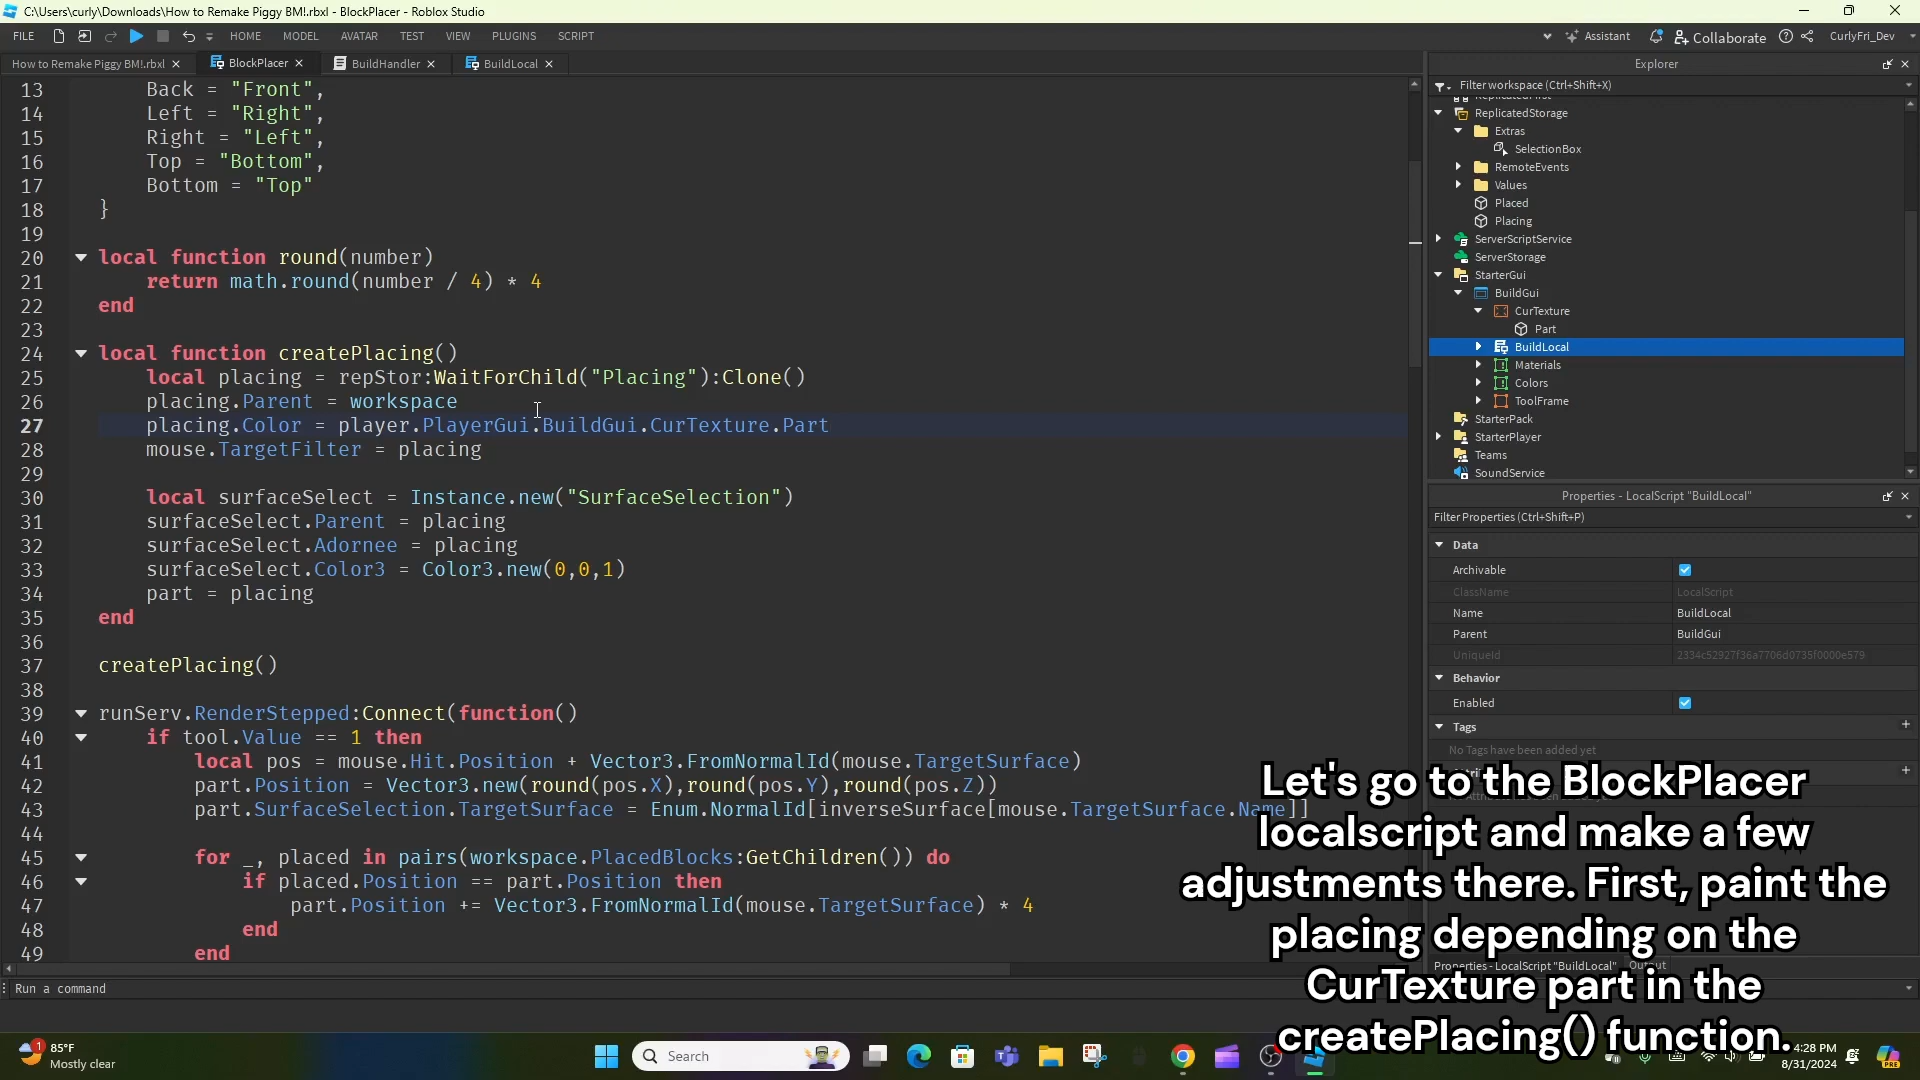 C:\Users\curly\Downloads\How to Remake Piggy BM!.rbxl - BlockPlacer - Roblox Studio
FILE HOME MODEL AVATAR TEST VIEW PLUGINS SCRIPT Assistant Collaborate CurlyFri_Dev
How to Remake Piggy BM!.rbxl BlockPlacer BuildHandler BuildLocal
13 Back = "Front",
14 Left = "Right",
15 Right = "Left",
16 Top = "Bottom",
17 Bottom = "Top"
18 }
19
20 local function round(number)
21 return math.round(number / 4) * 4
22 end
23
24 local function createPlacing()
25 local placing = repStor:WaitForChild("Placing"):Clone()
26 placing.Parent = workspace
27 placing.Color = player.PlayerGui.BuildGui.CurTexture.Part
28 mouse.TargetFilter = placing
29
30 local surfaceSelect = Instance.new("SurfaceSelection")
31 surfaceSelect.Parent = placing
32 surfaceSelect.Adornee = placing
33 surfaceSelect.Color3 = Color3.new(0,0,1)
34 part = placing
35 end
36
37 createPlacing()
38
39 runServ.RenderStepped:Connect(function()
40 if tool.Value == 1 then
41 local pos = mouse.Hit.Position + Vector3.FromNormalId(mouse.TargetSurface)
42 part.Position = Vector3.new(round(pos.X),round(pos.Y),round(pos.Z))
43 part.SurfaceSelection.TargetSurface = Enum.NormalId[inverseSurface[mouse.TargetSurface.Name]]
44
45 for _, placed in pairs(workspace.PlacedBlocks:GetChildren()) do
46 if placed.Position == part.Position then
47 part.Position += Vector3.FromNormalId(mouse.TargetSurface) * 4
48 end
49 end
Run a command
Explorer
Filter workspace (Ctrl+Shift+X)
ReplicatedFirst
ReplicatedStorage
Extras
SelectionBox
RemoteEvents
Values
Placed
Placing
ServerScriptService
ServerStorage
StarterGui
BuildGui
CurTexture
Part
BuildLocal
Materials
Colors
ToolFrame
StarterPack
StarterPlayer
Teams
SoundService
Properties - LocalScript "BuildLocal"
Filter Properties (Ctrl+Shift+P)
Data
Archivable
ClassName LocalScript
Name BuildLocal
Parent BuildGui
UniqueId 2334c52927f36a7706d0735f0000e579
Behavior
Enabled
Tags
No Tags have been added yet
Properties - LocalScript "BuildLocal" Output
Let's go to the BlockPlacer
localscript and make a few
adjustments there. First, paint the
placing depending on the
CurTexture part in the
createPlacing() function.
1
85°F
Mostly clear
Search
4:28 PM
8/31/2024
PRE